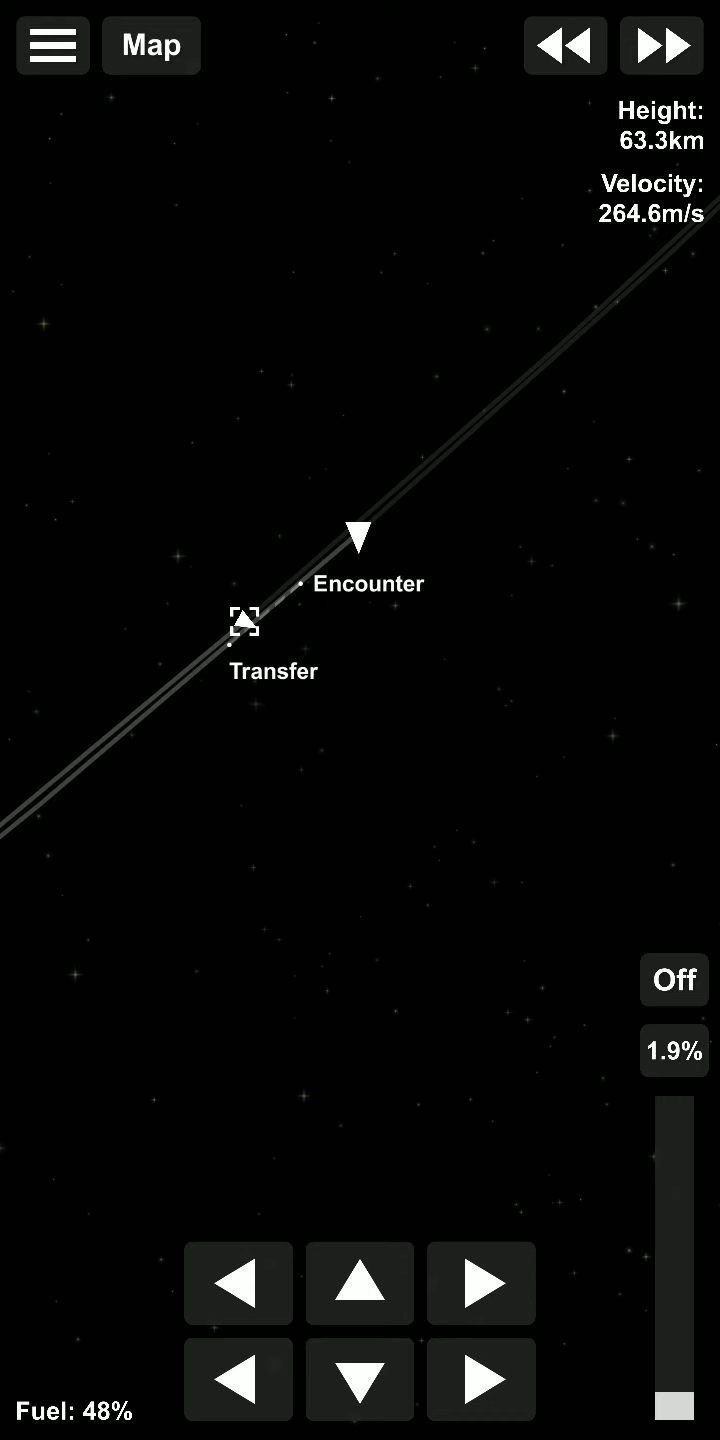 Map
Height:
63.3km
Velocity:
264.6m/s
Encounter
Transfer
Off
1.9%
Fuel: 48%